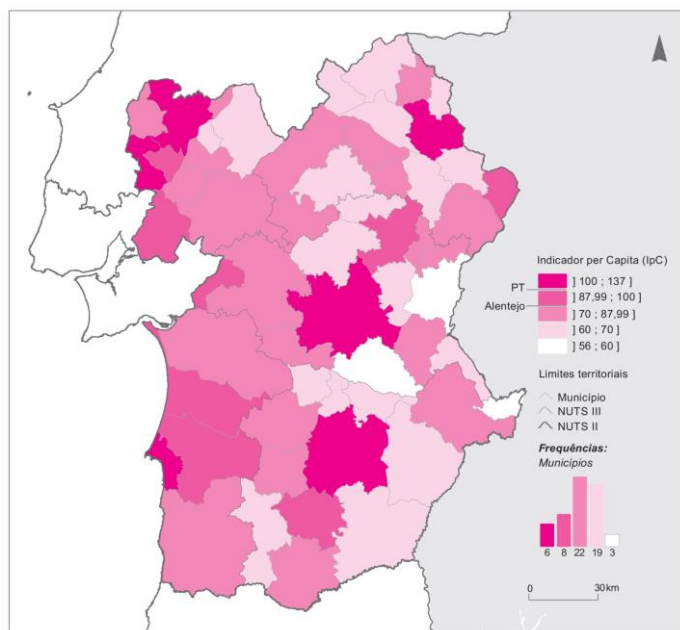 Indicador per Capita (IpC)
] 100 ; 137 ]
PT
] 87,99 ; 100 ]
Alentejo
] 70 ; 87,99 ]
] 60 ; 70 ]
] 56 ; 60 ]
Limites territoriais
Município
NUTS III
NUTS II
Frequências:
Municípios
6 8 22 19 3
0 30km